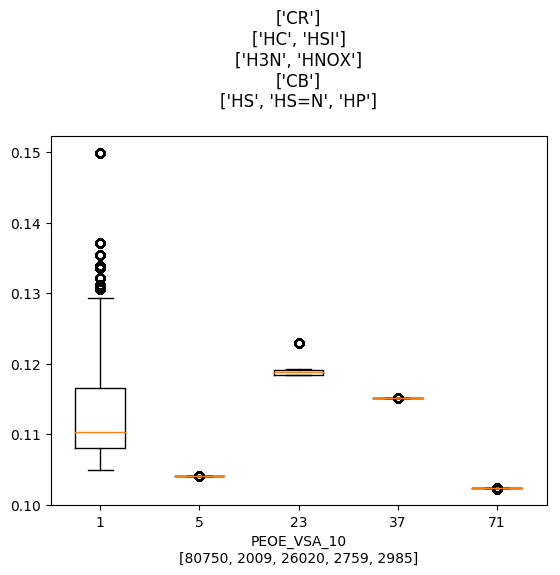 ['CR']
['HC', 'HSI']
['H3N', 'HNOX']
['CB']
['HS', 'HS=N', 'HP']
0.15
0.14
0.13
0.12
0.11
0.10
1 5 23 37 71
PEOE_VSA_10
[80750, 2009, 26020, 2759, 2985]